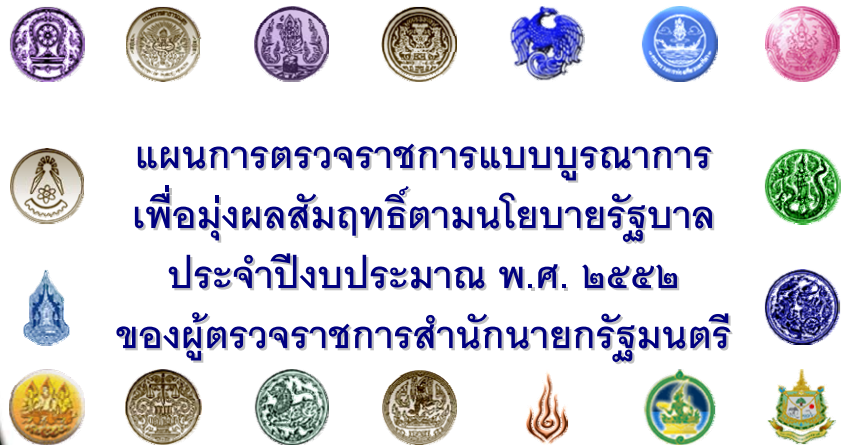 แผนการตรวจราชการแบบบูรณาการ
เพื่อมุ่งผลสัมฤทธิ์ตามนโยบายรัฐบาล
ประจำปีงบประมาณ พ.ศ. ๒๕๕๒
ของผู้ตรวจราชการสำนักนายกรัฐมนตรี